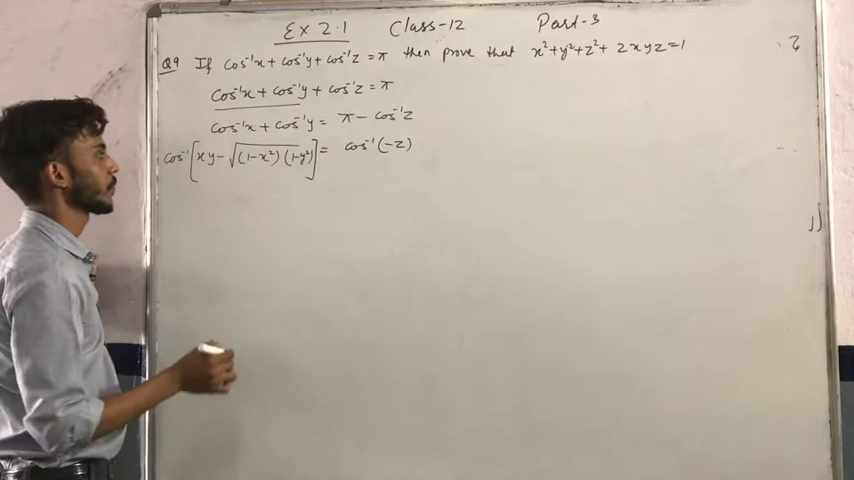 Ex 2.1 Class-12 Part-3
Q9 If cos⁻¹x + cos⁻¹y + cos⁻¹z = π then prove that x² + y² + z² + 2xyz = 1
cos⁻¹x + cos⁻¹y + cos⁻¹z = π
cos⁻¹x + cos⁻¹y = π - cos⁻¹z
cos⁻¹[xy - √(1-x²)(1-y²)] = cos⁻¹(-z)